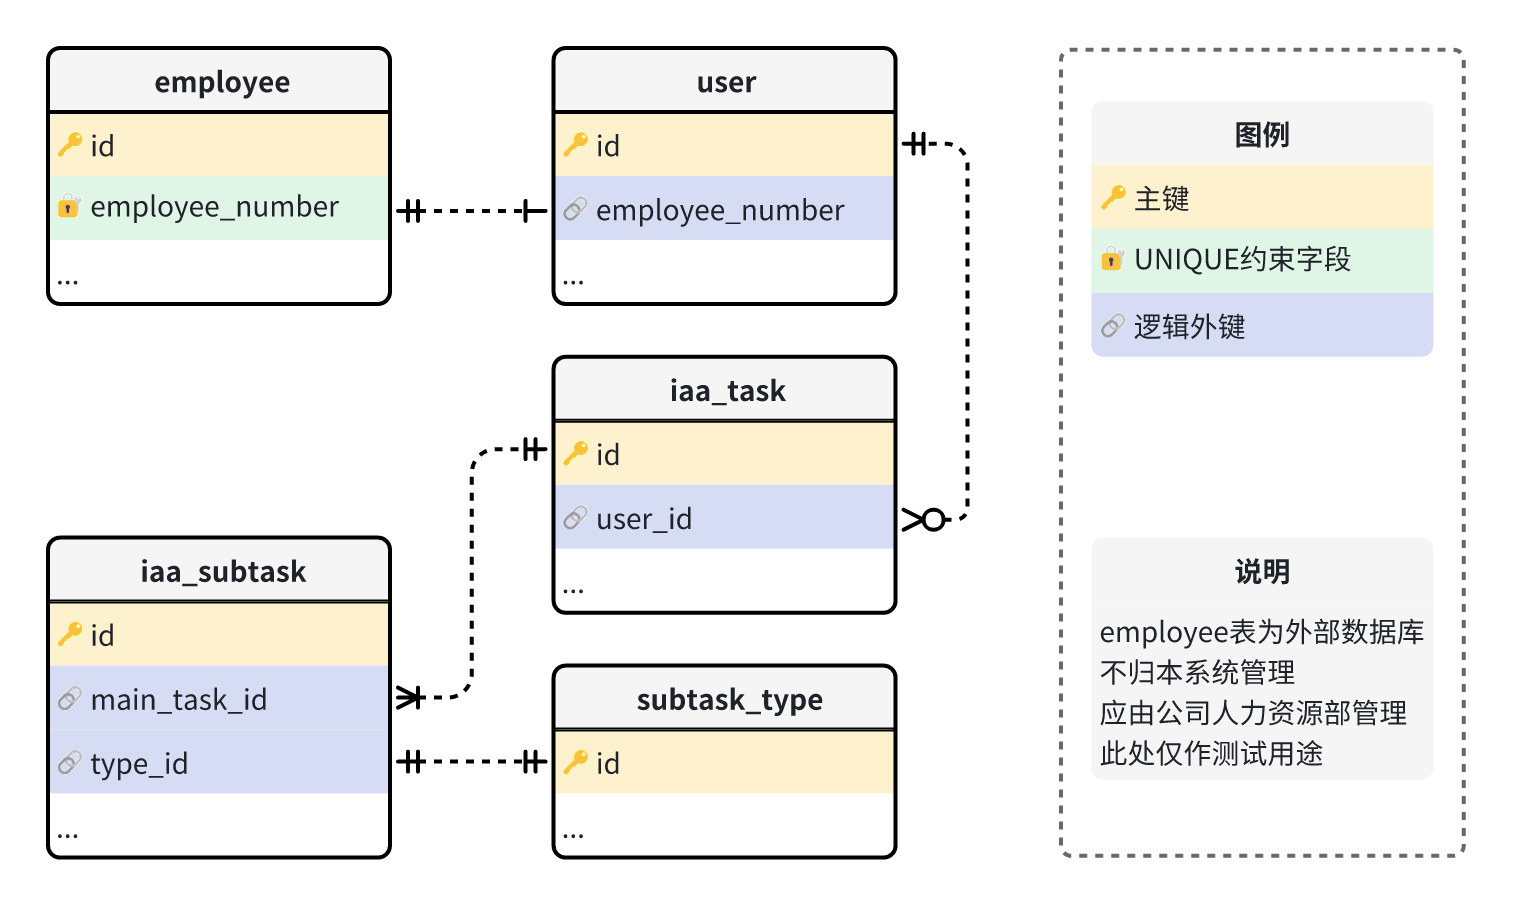 employee
id
employee_number
...
user
id
employee_number
...
iaa_task
id
user_id
...
iaa_subtask
id
main_task_id
type_id
...
subtask_type
id
...
图例
主键
UNIQUE约束字段
逻辑外键
说明
employee表为外部数据库
不归本系统管理
应由公司人力资源部管理
此处仅作测试用途